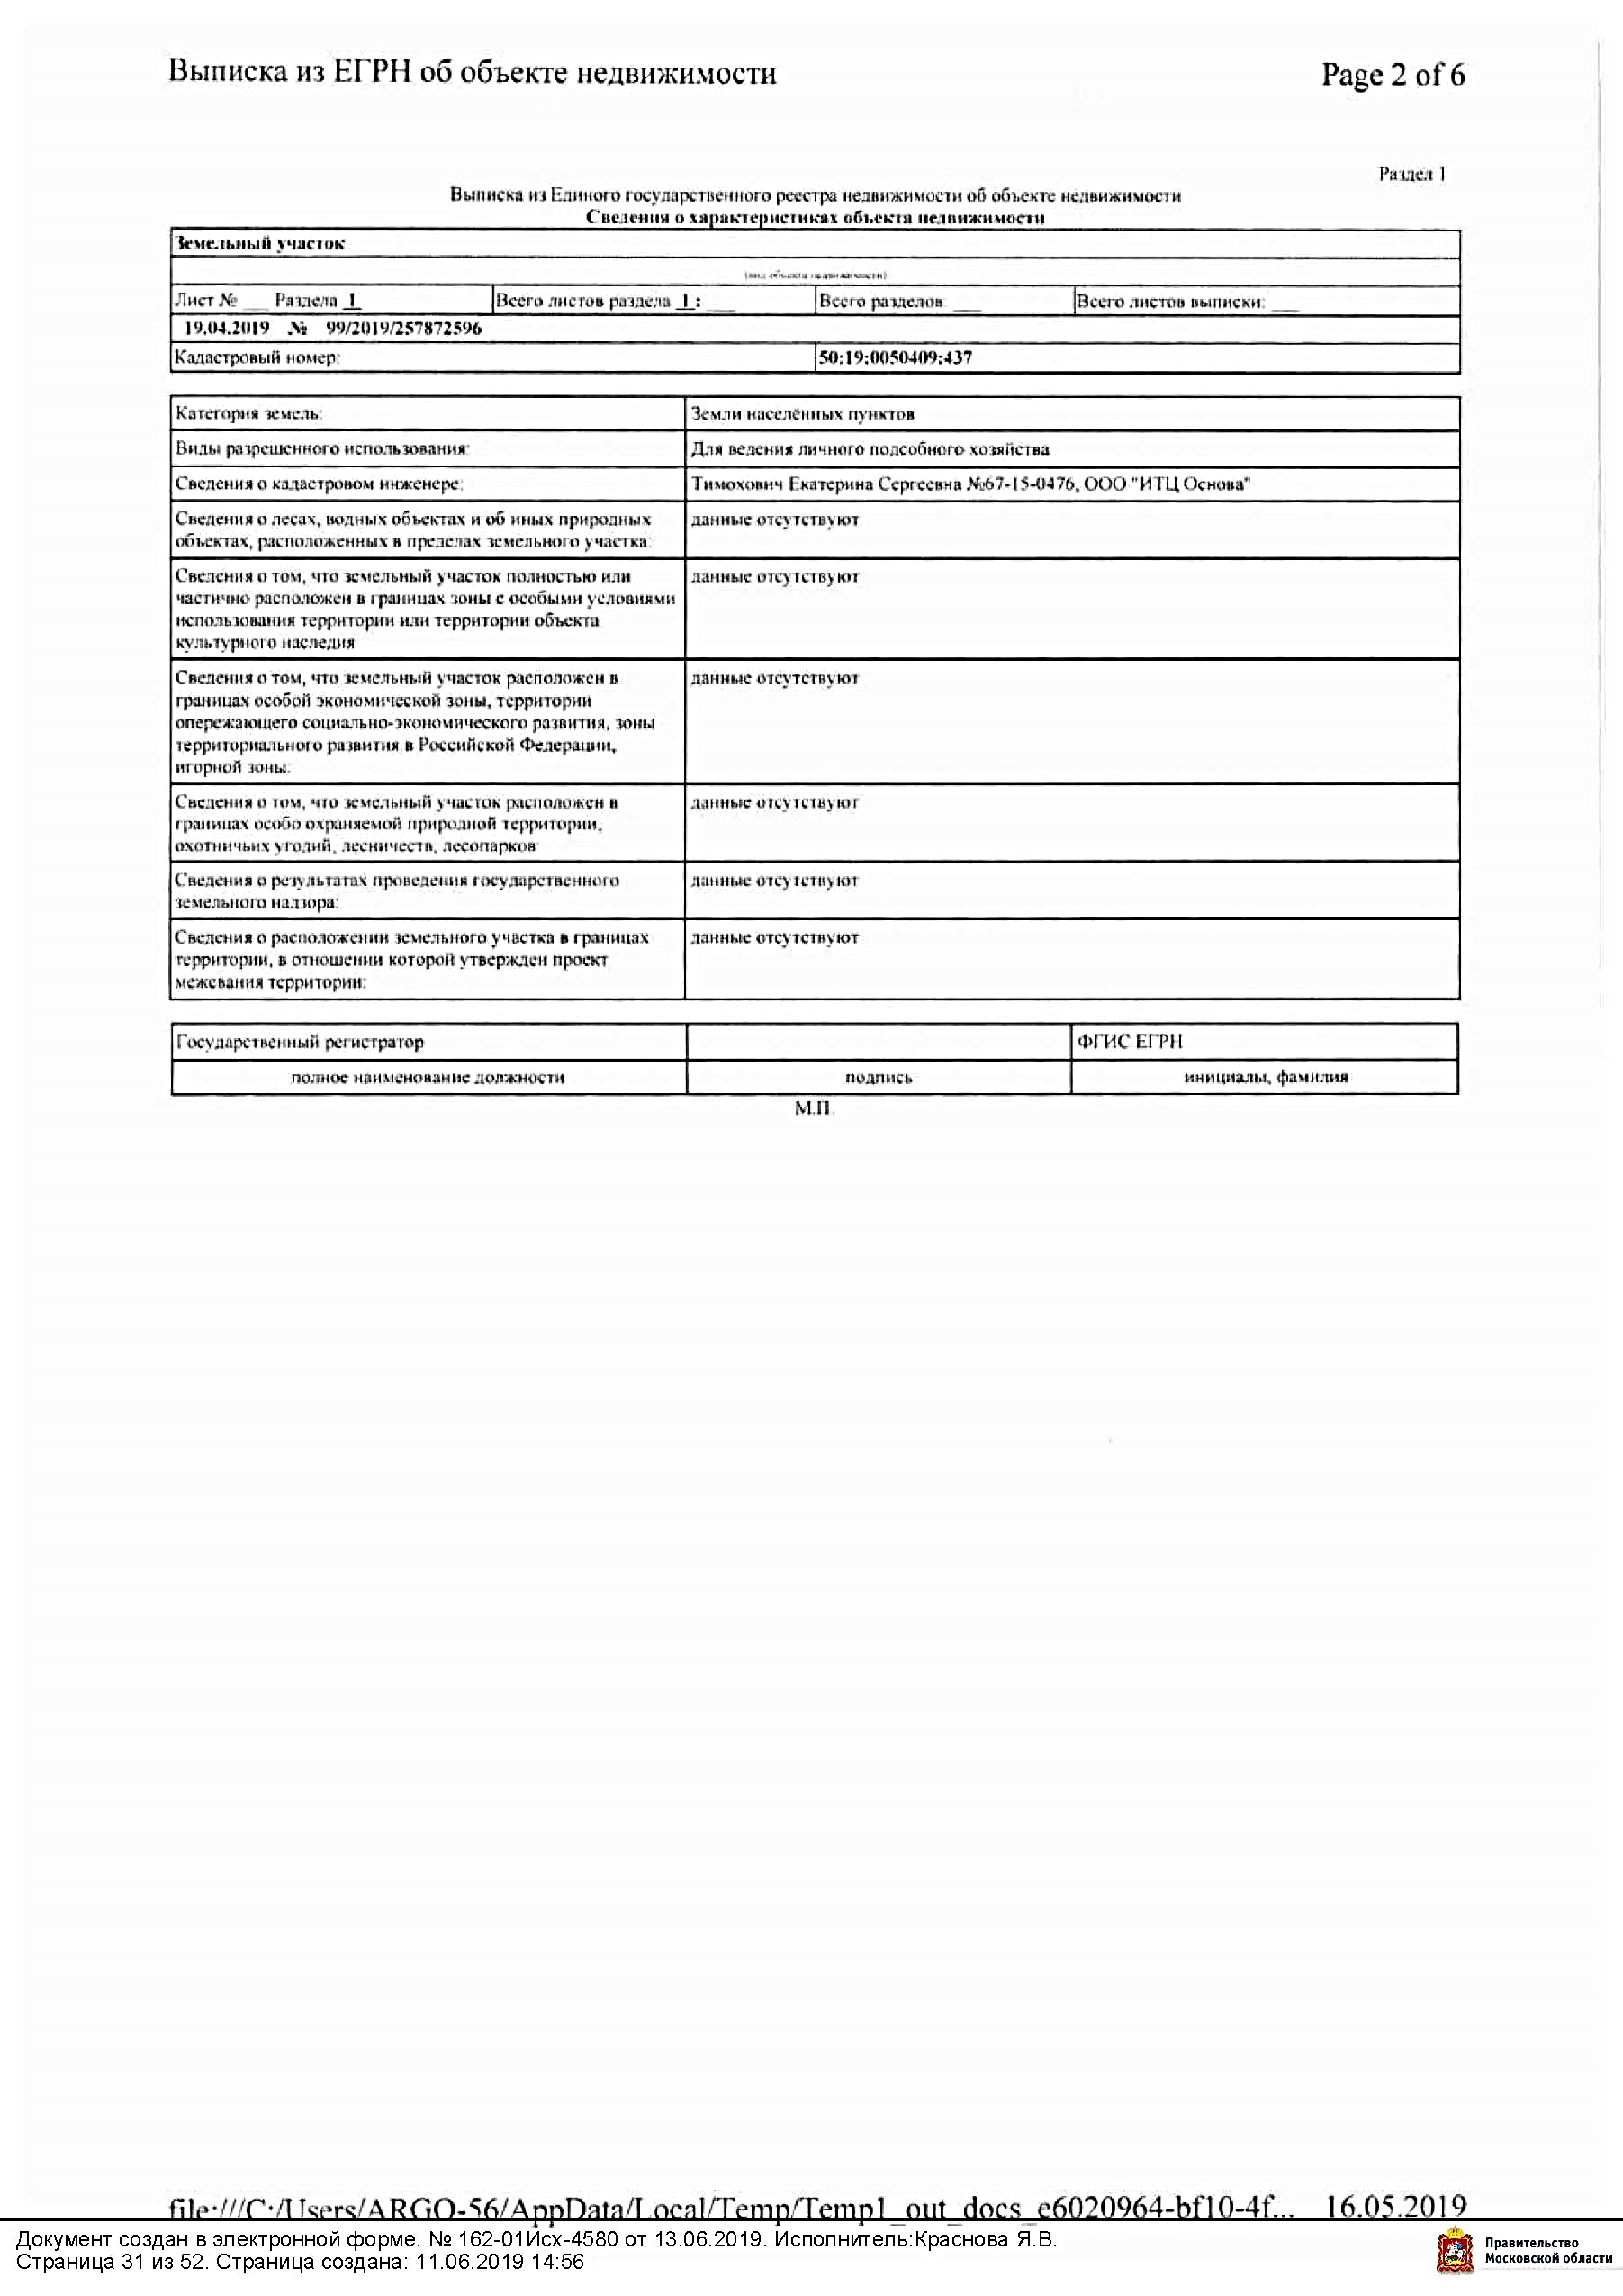 Выписка из ЕГРН об объекте недвижимости
Page 2 of 6
Раздел 1
Выписка из Единого государственного реестра недвижимости об объекте недвижимости
Сведения о характеристиках объекта недвижимости
Земельный участок
(вид объекта недвижимости)
Лист № ___ Раздела 1
Всего листов раздела 1 : ___
Всего разделов: ___
Всего листов выписки: ___
19.04.2019 № 99/2019/257872596
Кадастровый номер:
50:19:0050409:437
Категория земель:
Земли населённых пунктов
Виды разрешенного использования:
Для ведения личного подсобного хозяйства
Сведения о кадастровом инженере:
Тимохович Екатерина Сергеевна №67-15-0476, ООО "ИТЦ Основа"
Сведения о лесах, водных объектах и об иных природных
объектах, расположенных в пределах земельного участка:
данные отсутствуют
Сведения о том, что земельный участок полностью или
частично расположен в границах зоны с особыми условиями
использования территории или территории объекта
культурного наследия
данные отсутствуют
Сведения о том, что земельный участок расположен в
границах особой экономической зоны, территории
опережающего социально-экономического развития, зоны
территориального развития в Российской Федерации,
игорной зоны:
данные отсутствуют
Сведения о том, что земельный участок расположен в
границах особо охраняемой природной территории,
охотничьих угодий, лесничеств, лесопарков:
данные отсутствуют
Сведения о результатах проведения государственного
земельного надзора:
данные отсутствуют
Сведения о расположении земельного участка в границах
территории, в отношении которой утвержден проект
межевания территории:
данные отсутствуют
Государственный регистратор
ФГИС ЕГРН
полное наименование должности
подпись
инициалы, фамилия
М.П.
file:///C:/Users/ARGO-56/AppData/Local/Temp/Temp1_out_docs_e6020964-bf10-4f... 16.05.2019
Документ создан в электронной форме. № 162-01Исх-4580 от 13.06.2019. Исполнитель:Краснова Я.В.
Страница 31 из 52. Страница создана: 11.06.2019 14:56
Правительство
Московской области